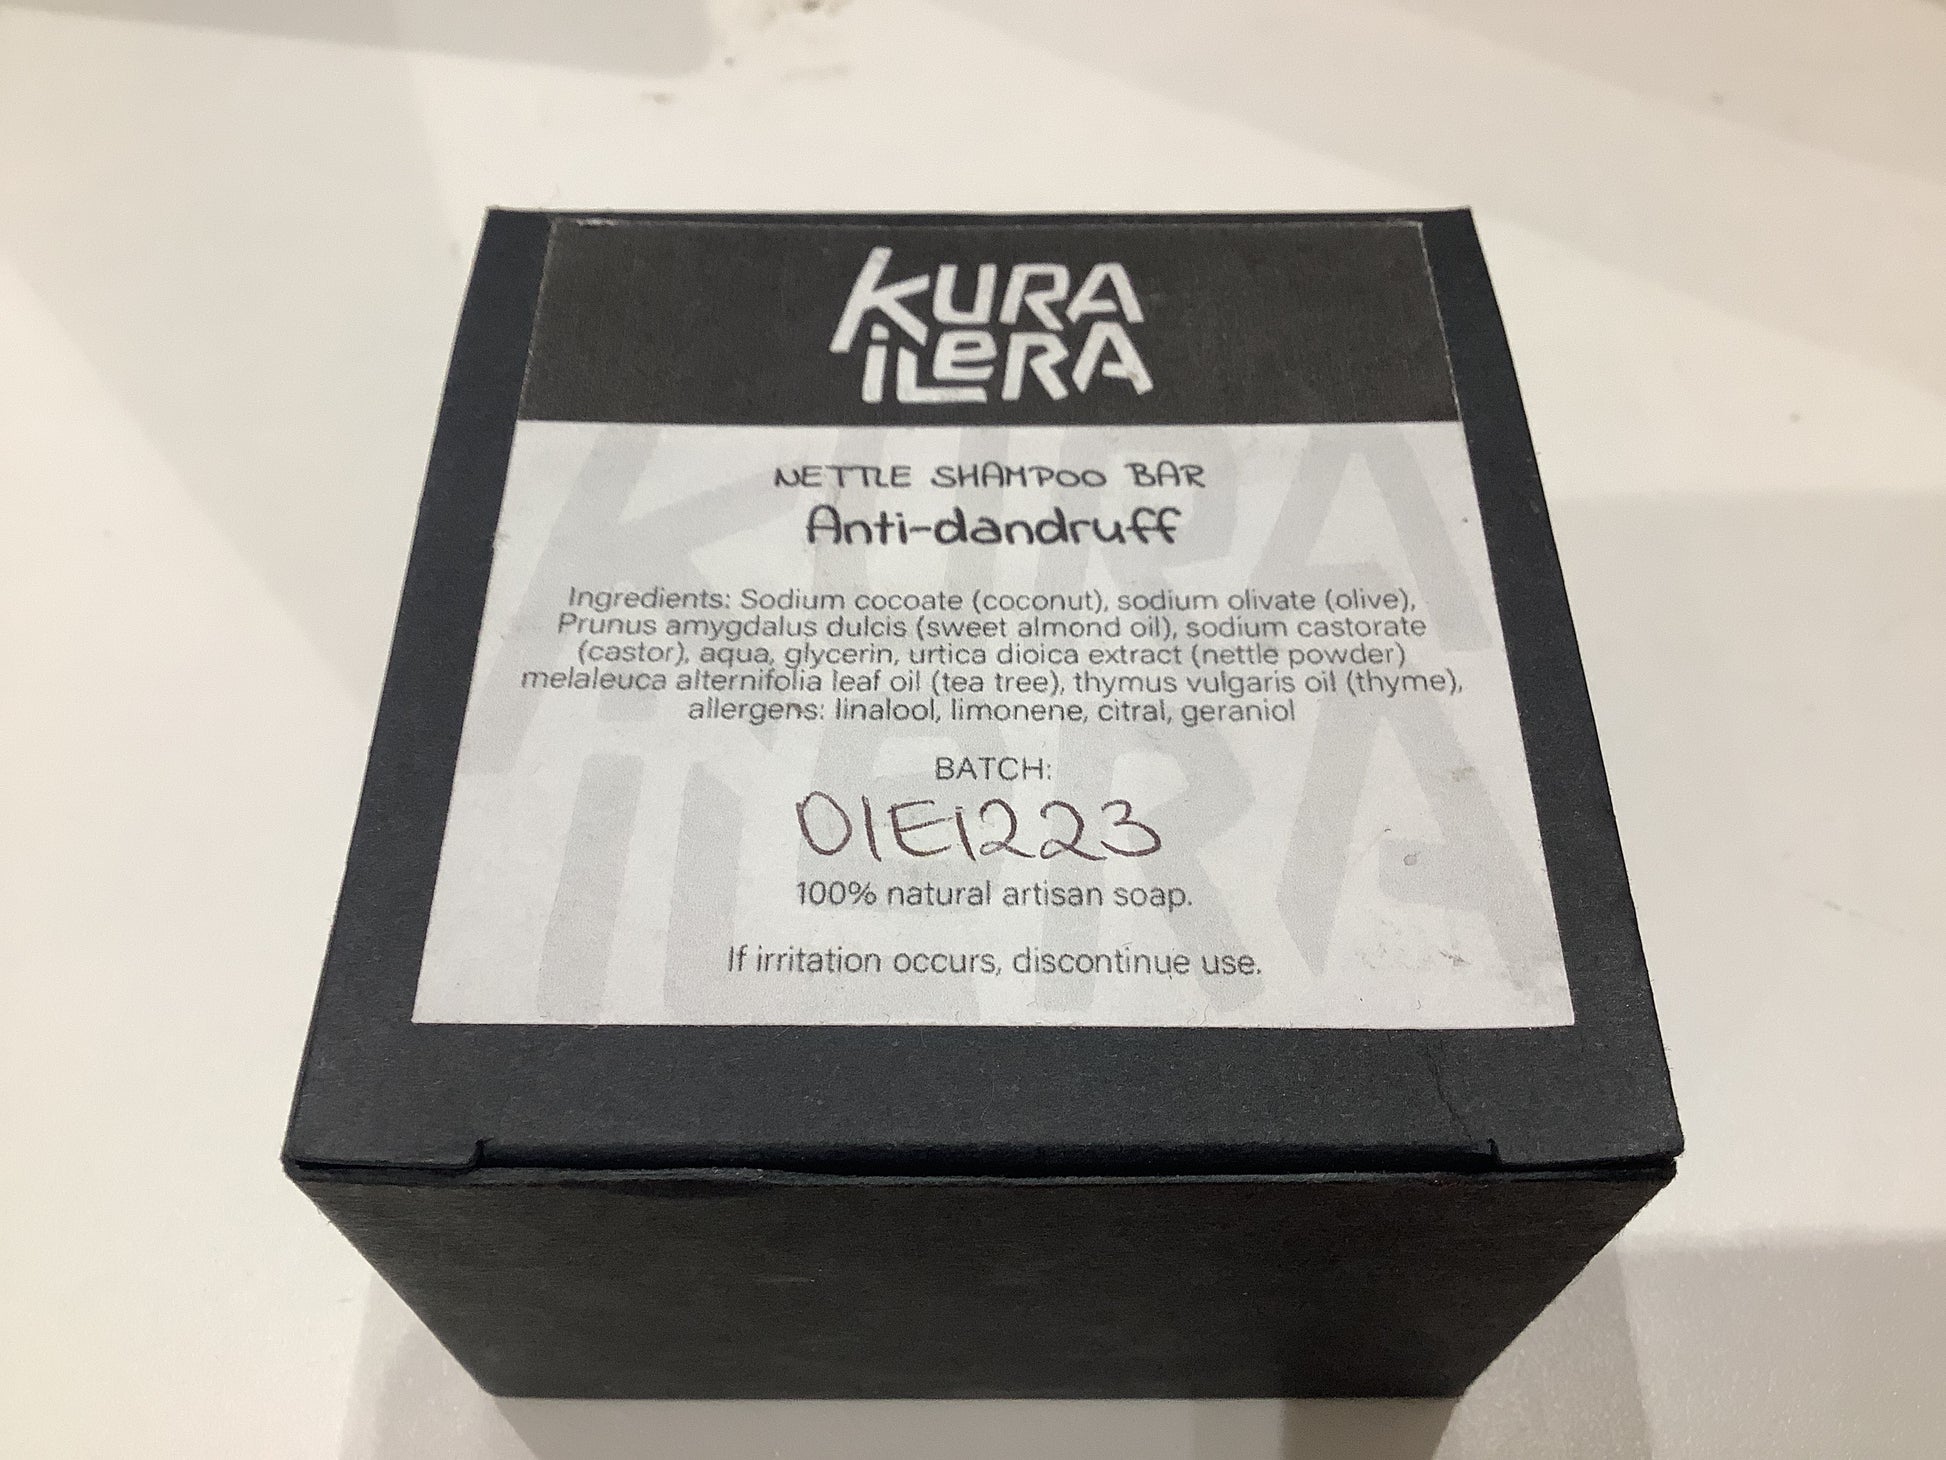 KURA
iLeRA
NETTLE SHAMPOO BAR
Anti-dandruff
Ingredients: Sodium cocoate (coconut), sodium olivate (olive),
Prunus amygdalus dulcis (sweet almond oil), sodium castorate
(castor), aqua, glycerin, urtica dioica extract (nettle powder)
melaleuca alternifolia leaf oil (tea tree), thymus vulgaris oil (thyme),
allergens: linalool, limonene, citral, geraniol
BATCH:
01E1223
100% natural artisan soap.
If irritation occurs, discontinue use.